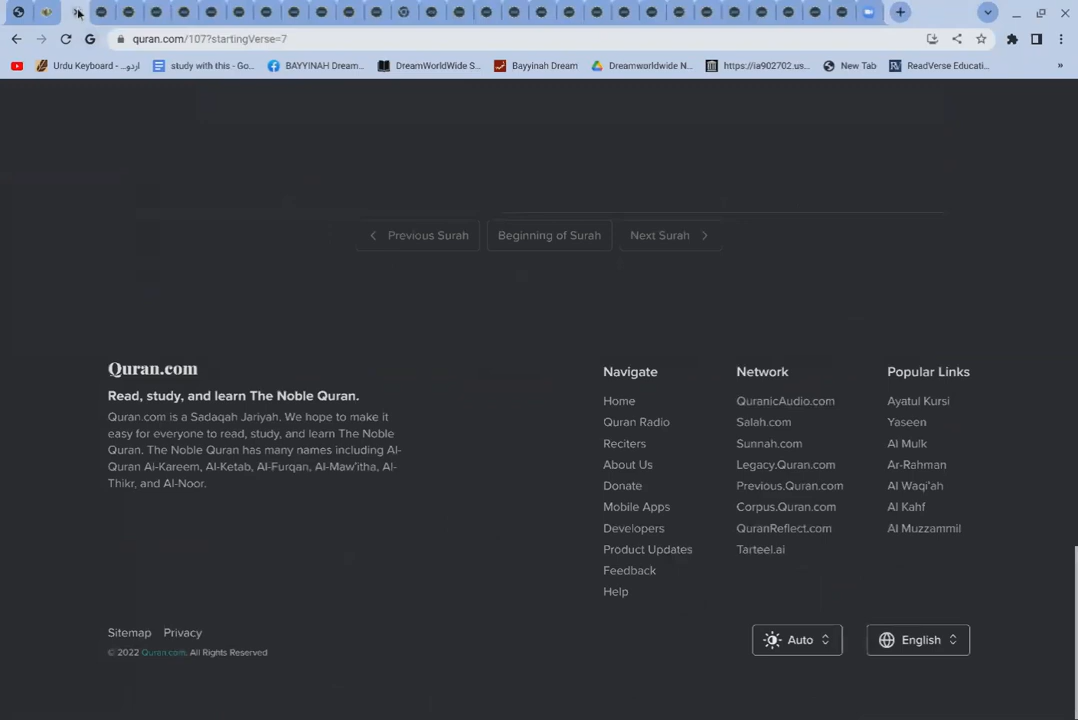 quran.com/107?startingVerse=7
Urdu Keyboard - ...اردو
study with this - Go...
BAYYINAH Dream...
DreamWorldWide S...
Bayyinah Dream
Dreamworldwide N...
https://ia902702.us...
New Tab
ReadVerse Educati...
»
Previous Surah
Beginning of Surah
Next Surah
Quran.com
Read, study, and learn The Noble Quran.
Quran.com is a Sadaqah Jariyah. We hope to make it
easy for everyone to read, study, and learn The Noble
Quran. The Noble Quran has many names including Al-
Quran Al-Kareem, Al-Ketab, Al-Furqan, Al-Maw'itha, Al-
Thikr, and Al-Noor.
Navigate
Home
Quran Radio
Reciters
About Us
Donate
Mobile Apps
Developers
Product Updates
Feedback
Help
Network
QuranicAudio.com
Salah.com
Sunnah.com
Legacy.Quran.com
Previous.Quran.com
Corpus.Quran.com
QuranReflect.com
Tarteel.ai
Popular Links
Ayatul Kursi
Yaseen
Al Mulk
Ar-Rahman
Al Waqi'ah
Al Kahf
Al Muzzammil
Sitemap Privacy
© 2022 Quran.com. All Rights Reserved
Auto
English